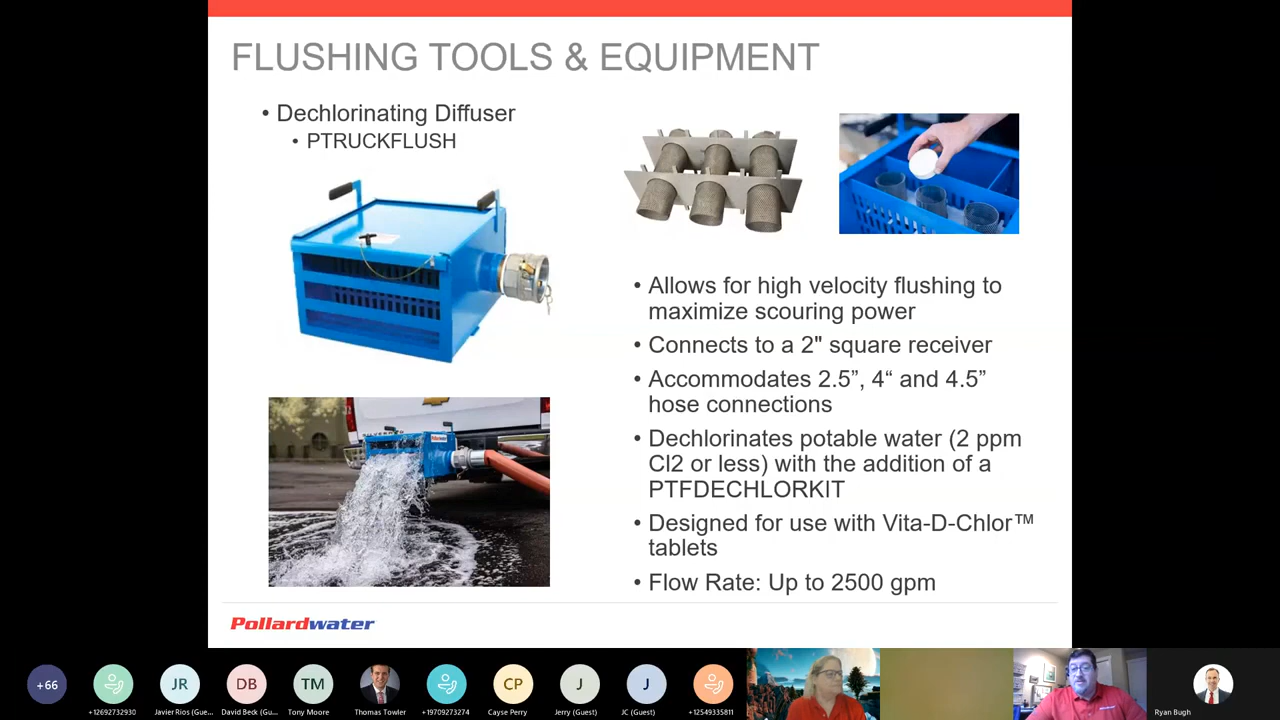 FLUSHING TOOLS & EQUIPMENT
• Dechlorinating Diffuser
• PTRUCKFLUSH
• Allows for high velocity flushing to
maximize scouring power
• Connects to a 2" square receiver
• Accommodates 2.5”, 4“ and 4.5”
hose connections
• Dechlorinates potable water (2 ppm
Cl2 or less) with the addition of a
PTFDECHLORKIT
• Designed for use with Vita-D-Chlor™
tablets
• Flow Rate: Up to 2500 gpm
Pollardwater
+66
JR
DB
TM
CP
J
J
+12692732930
Javier Rios (Gue...
David Beck (Gu...
Tony Moore
Thomas Towler
+19709273274
Cayse Perry
Jerry (Guest)
JC (Guest)
+12549335811
Ryan Bugh